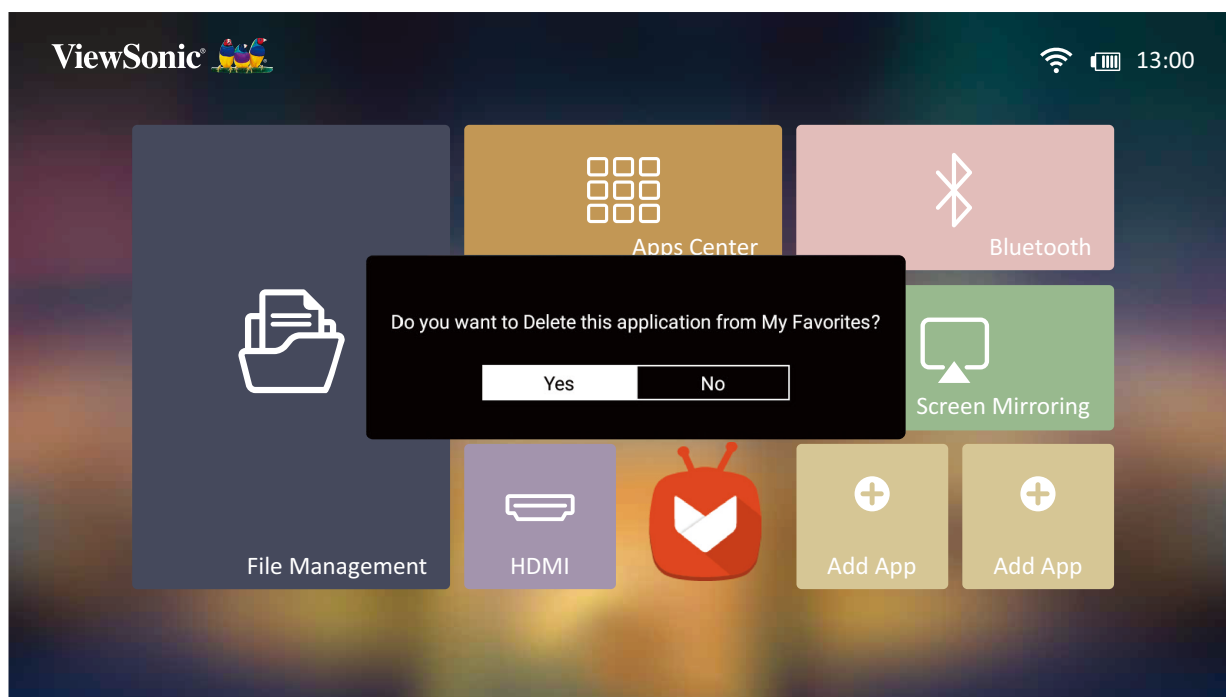 ViewSonic®
13:00
Apps Center
Bluetooth
Do you want to Delete this application from My Favorites?
Yes No
Screen Mirroring
File Management
HDMI
Add App
Add App